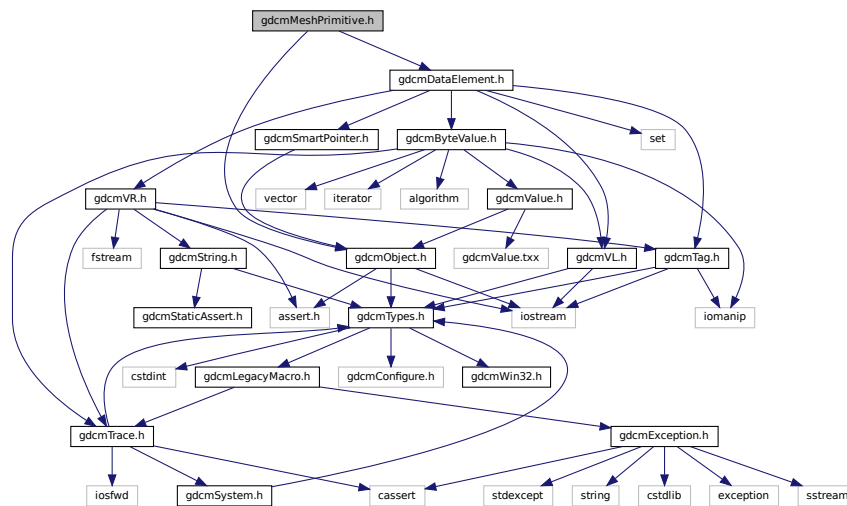 gdcmMeshPrimitive.h
gdcmDataElement.h
gdcmSmartPointer.h
gdcmByteValue.h
set
gdcmVR.h
vector
iterator
algorithm
gdcmValue.h
fstream
gdcmString.h
gdcmObject.h
gdcmValue.txx
gdcmVL.h
gdcmTag.h
gdcmStaticAssert.h
assert.h
gdcmTypes.h
iostream
iomanip
cstdint
gdcmLegacyMacro.h
gdcmConfigure.h
gdcmWin32.h
gdcmTrace.h
gdcmException.h
iosfwd
gdcmSystem.h
cassert
stdexcept
string
cstdlib
exception
sstream